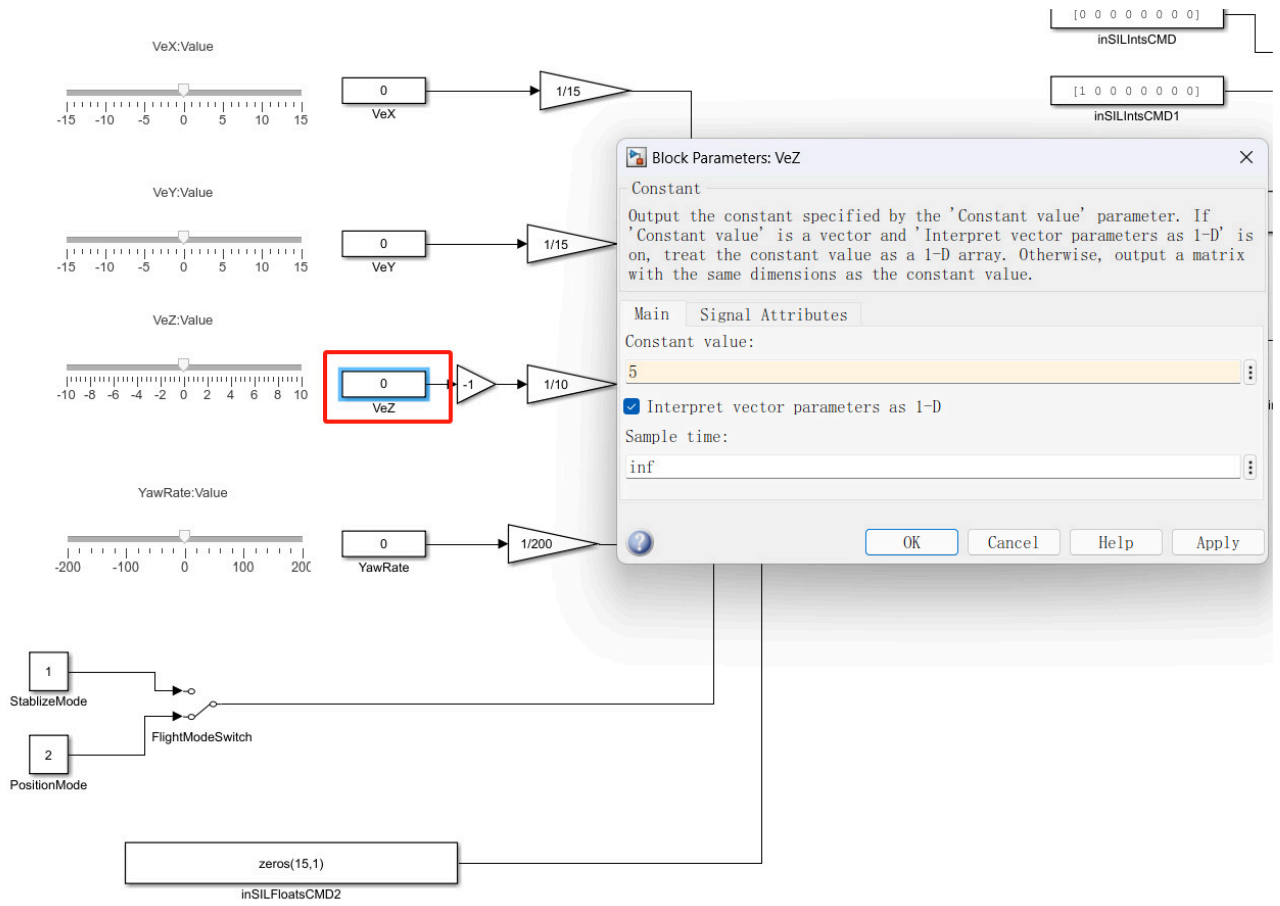 [0 0 0 0 0 0 0 0]
inSILIntsCMD
VeX:Value
-15 -10 -5 0 5 10 15
0
VeX
1/15
[1 0 0 0 0 0 0 0]
inSILIntsCMD1
VeY:Value
-15 -10 -5 0 5 10 15
0
VeY
1/15
VeZ:Value
-10 -8 -6 -4 -2 0 2 4 6 8 10
0
VeZ
-1
1/10
YawRate:Value
-200 -100 0 100 200
0
YawRate
1/200
Block Parameters: VeZ
Constant
Output the constant specified by the 'Constant value' parameter. If
'Constant value' is a vector and 'Interpret vector parameters as 1-D' is
on, treat the constant value as a 1-D array. Otherwise, output a matrix
with the same dimensions as the constant value.
Main Signal Attributes
Constant value:
5
Interpret vector parameters as 1-D
Sample time:
inf
OK Cancel Help Apply
1
StablizeMode
2
PositionMode
FlightModeSwitch
zeros(15,1)
inSILFloatsCMD2